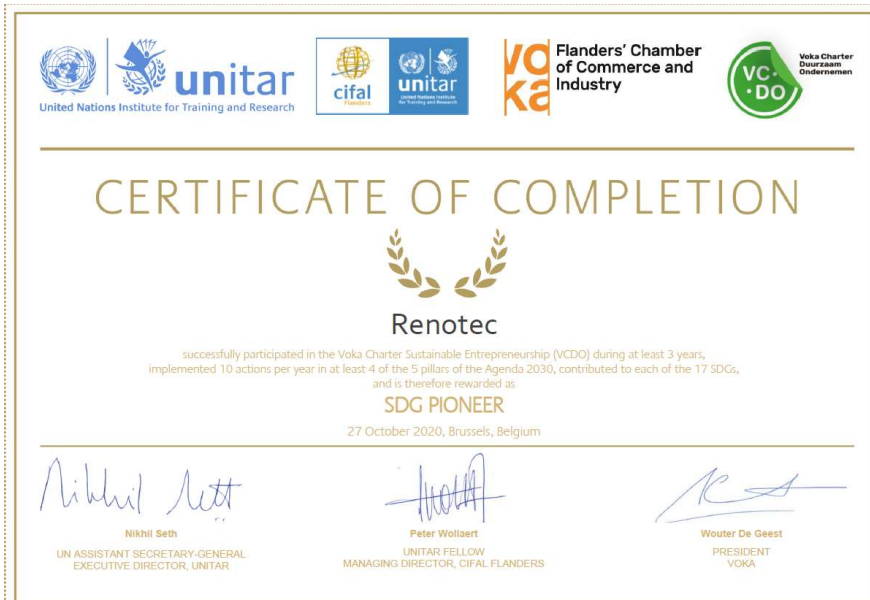 unitar
United Nations Institute for Training and Research
cifal
Flanders
unitar
United Nations Institute
for Training and Research
VO
KA
Flanders' Chamber
of Commerce and
Industry
VC·
·DO
Voka Charter
Duurzaam
Ondernemen
CERTIFICATE OF COMPLETION
Renotec
successfully participated in the Voka Charter Sustainable Entrepreneurship (VCDO) during at least 3 years,
implemented 10 actions per year in at least 4 of the 5 pillars of the Agenda 2030, contributed to each of the 17 SDGs,
and is therefore rewarded as
SDG PIONEER
27 October 2020, Brussels, Belgium
Nikhil Seth
Nikhil Seth
UN ASSISTANT SECRETARY-GENERAL
EXECUTIVE DIRECTOR, UNITAR
Peter Wollaert
UNITAR FELLOW
MANAGING DIRECTOR, CIFAL FLANDERS
Wouter De Geest
PRESIDENT
VOKA